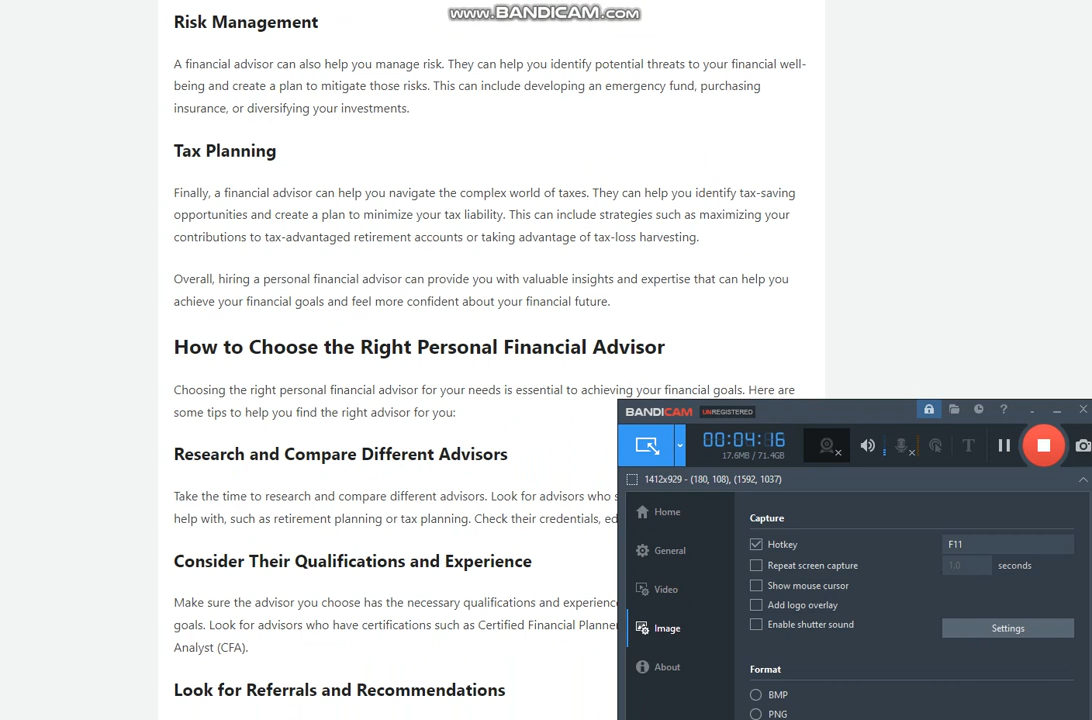 www.BANDICAM.com
Risk Management
A financial advisor can also help you manage risk. They can help you identify potential threats to your financial well-
being and create a plan to mitigate those risks. This can include developing an emergency fund, purchasing
insurance, or diversifying your investments.
Tax Planning
Finally, a financial advisor can help you navigate the complex world of taxes. They can help you identify tax-saving
opportunities and create a plan to minimize your tax liability. This can include strategies such as maximizing your
contributions to tax-advantaged retirement accounts or taking advantage of tax-loss harvesting.
Overall, hiring a personal financial advisor can provide you with valuable insights and expertise that can help you
achieve your financial goals and feel more confident about your financial future.
How to Choose the Right Personal Financial Advisor
Choosing the right personal financial advisor for your needs is essential to achieving your financial goals. Here are
some tips to help you find the right advisor for you:
Research and Compare Different Advisors
Take the time to research and compare different advisors. Look for advisors who
help with, such as retirement planning or tax planning. Check their credentials,
Consider Their Qualifications and Experience
Make sure the advisor you choose has the necessary qualifications and experience
goals. Look for advisors who have certifications such as Certified Financial Planner
Analyst (CFA).
Look for Referrals and Recommendations
BANDICAM UNREGISTERED
00:04:16
17.6MB / 71.4GB
1412x929 - (180, 108), (1592, 1037)
Home
General
Video
Image
About
Capture
Hotkey F11
Repeat screen capture 1.0 seconds
Show mouse cursor
Add logo overlay
Enable shutter sound Settings
Format
BMP
PNG